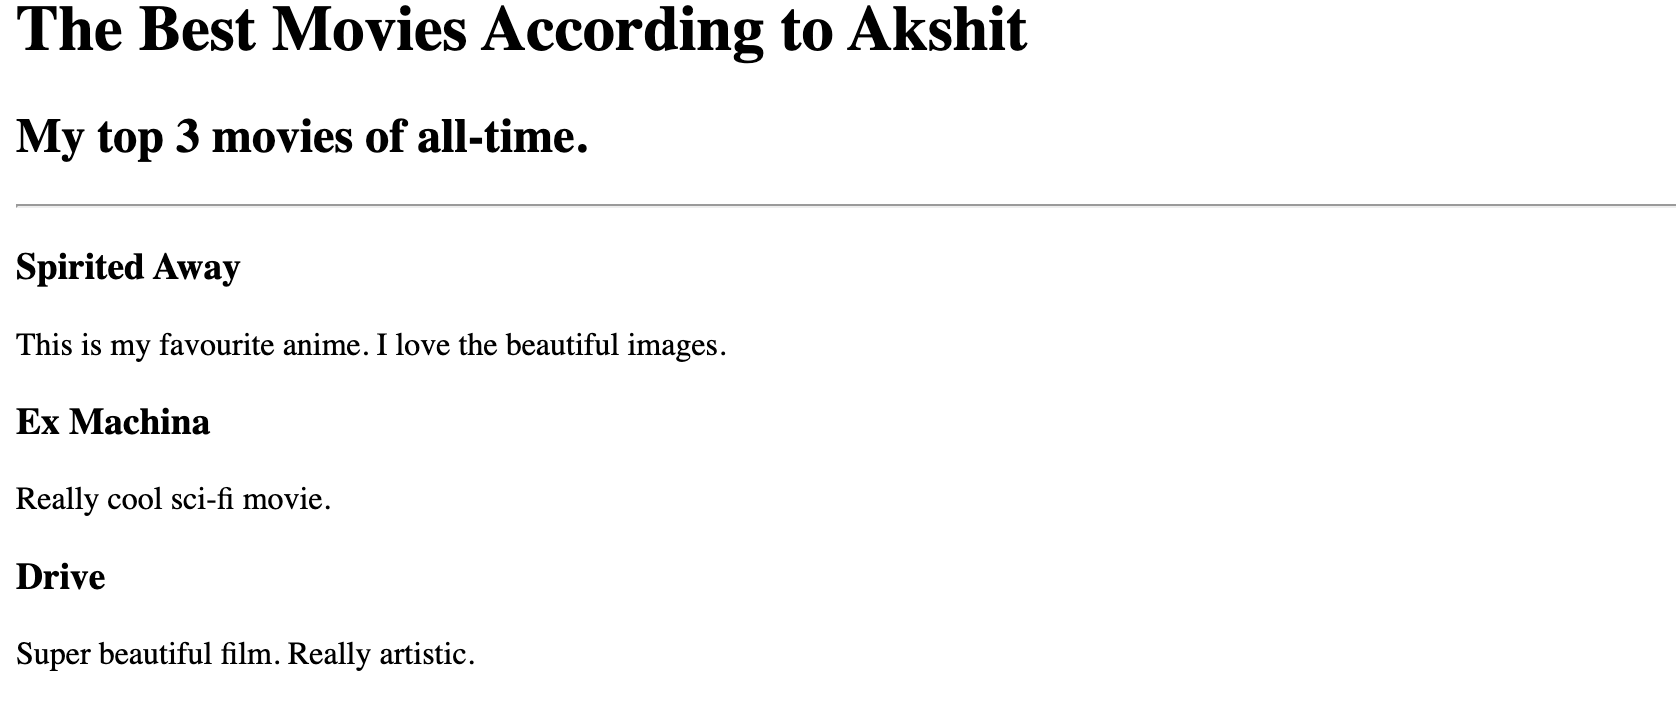 The Best Movies According to Akshit
My top 3 movies of all-time.
Spirited Away
This is my favourite anime. I love the beautiful images.
Ex Machina
Really cool sci-fi movie.
Drive
Super beautiful film. Really artistic.